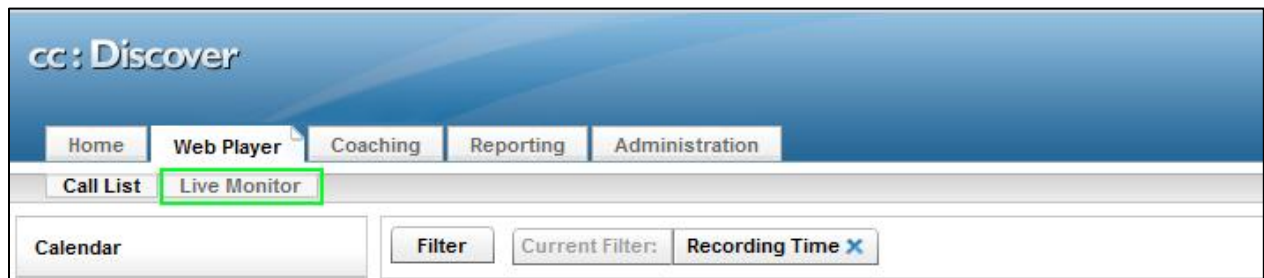 cc: Discover
Home Web Player Coaching Reporting Administration
Call List Live Monitor
Calendar Filter Current Filter: Recording Time